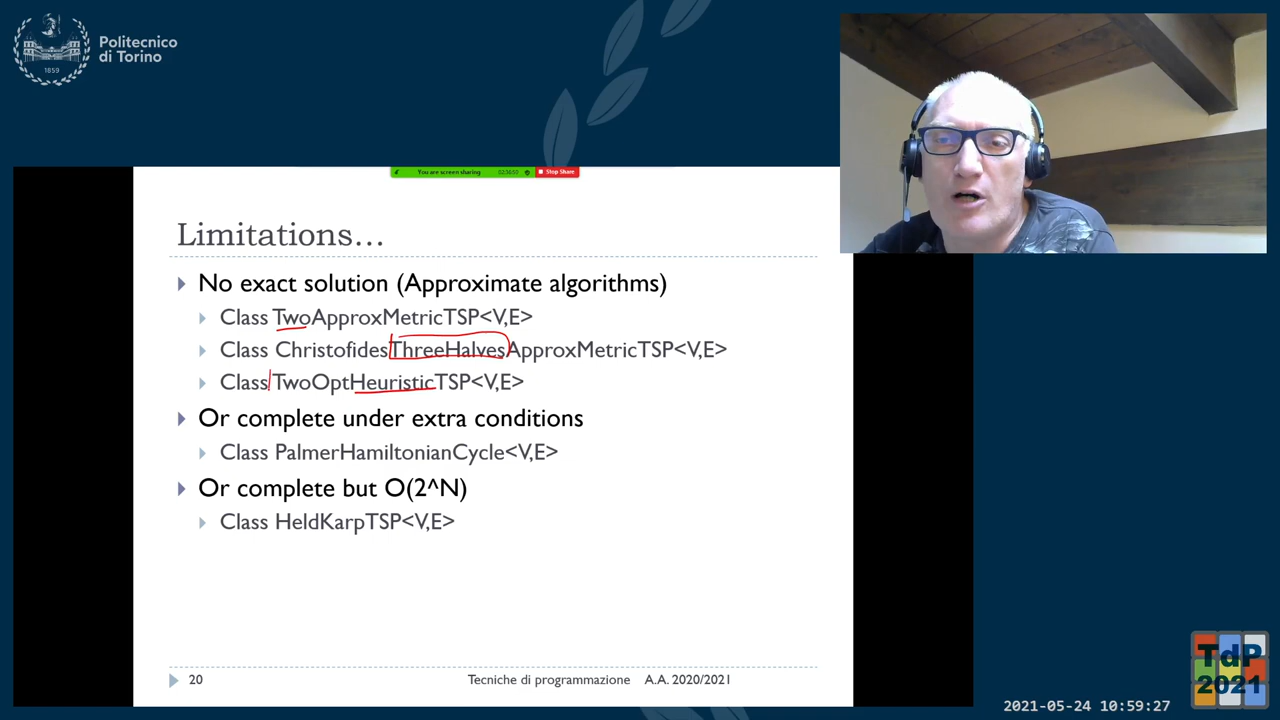 Politecnico
di Torino
1859
You are screen sharing
Stop Share
Limitations…
No exact solution (Approximate algorithms)
Class TwoApproxMetricTSP<V,E>
Class ChristofidesThreeHalvesApproxMetricTSP<V,E>
Class TwoOptHeuristicTSP<V,E>
Or complete under extra conditions
Class PalmerHamiltonianCycle<V,E>
Or complete but O(2^N)
Class HeldKarpTSP<V,E>
20
Tecniche di programmazione A.A. 2020/2021
TdP
2021
2021-05-24 10:59:27